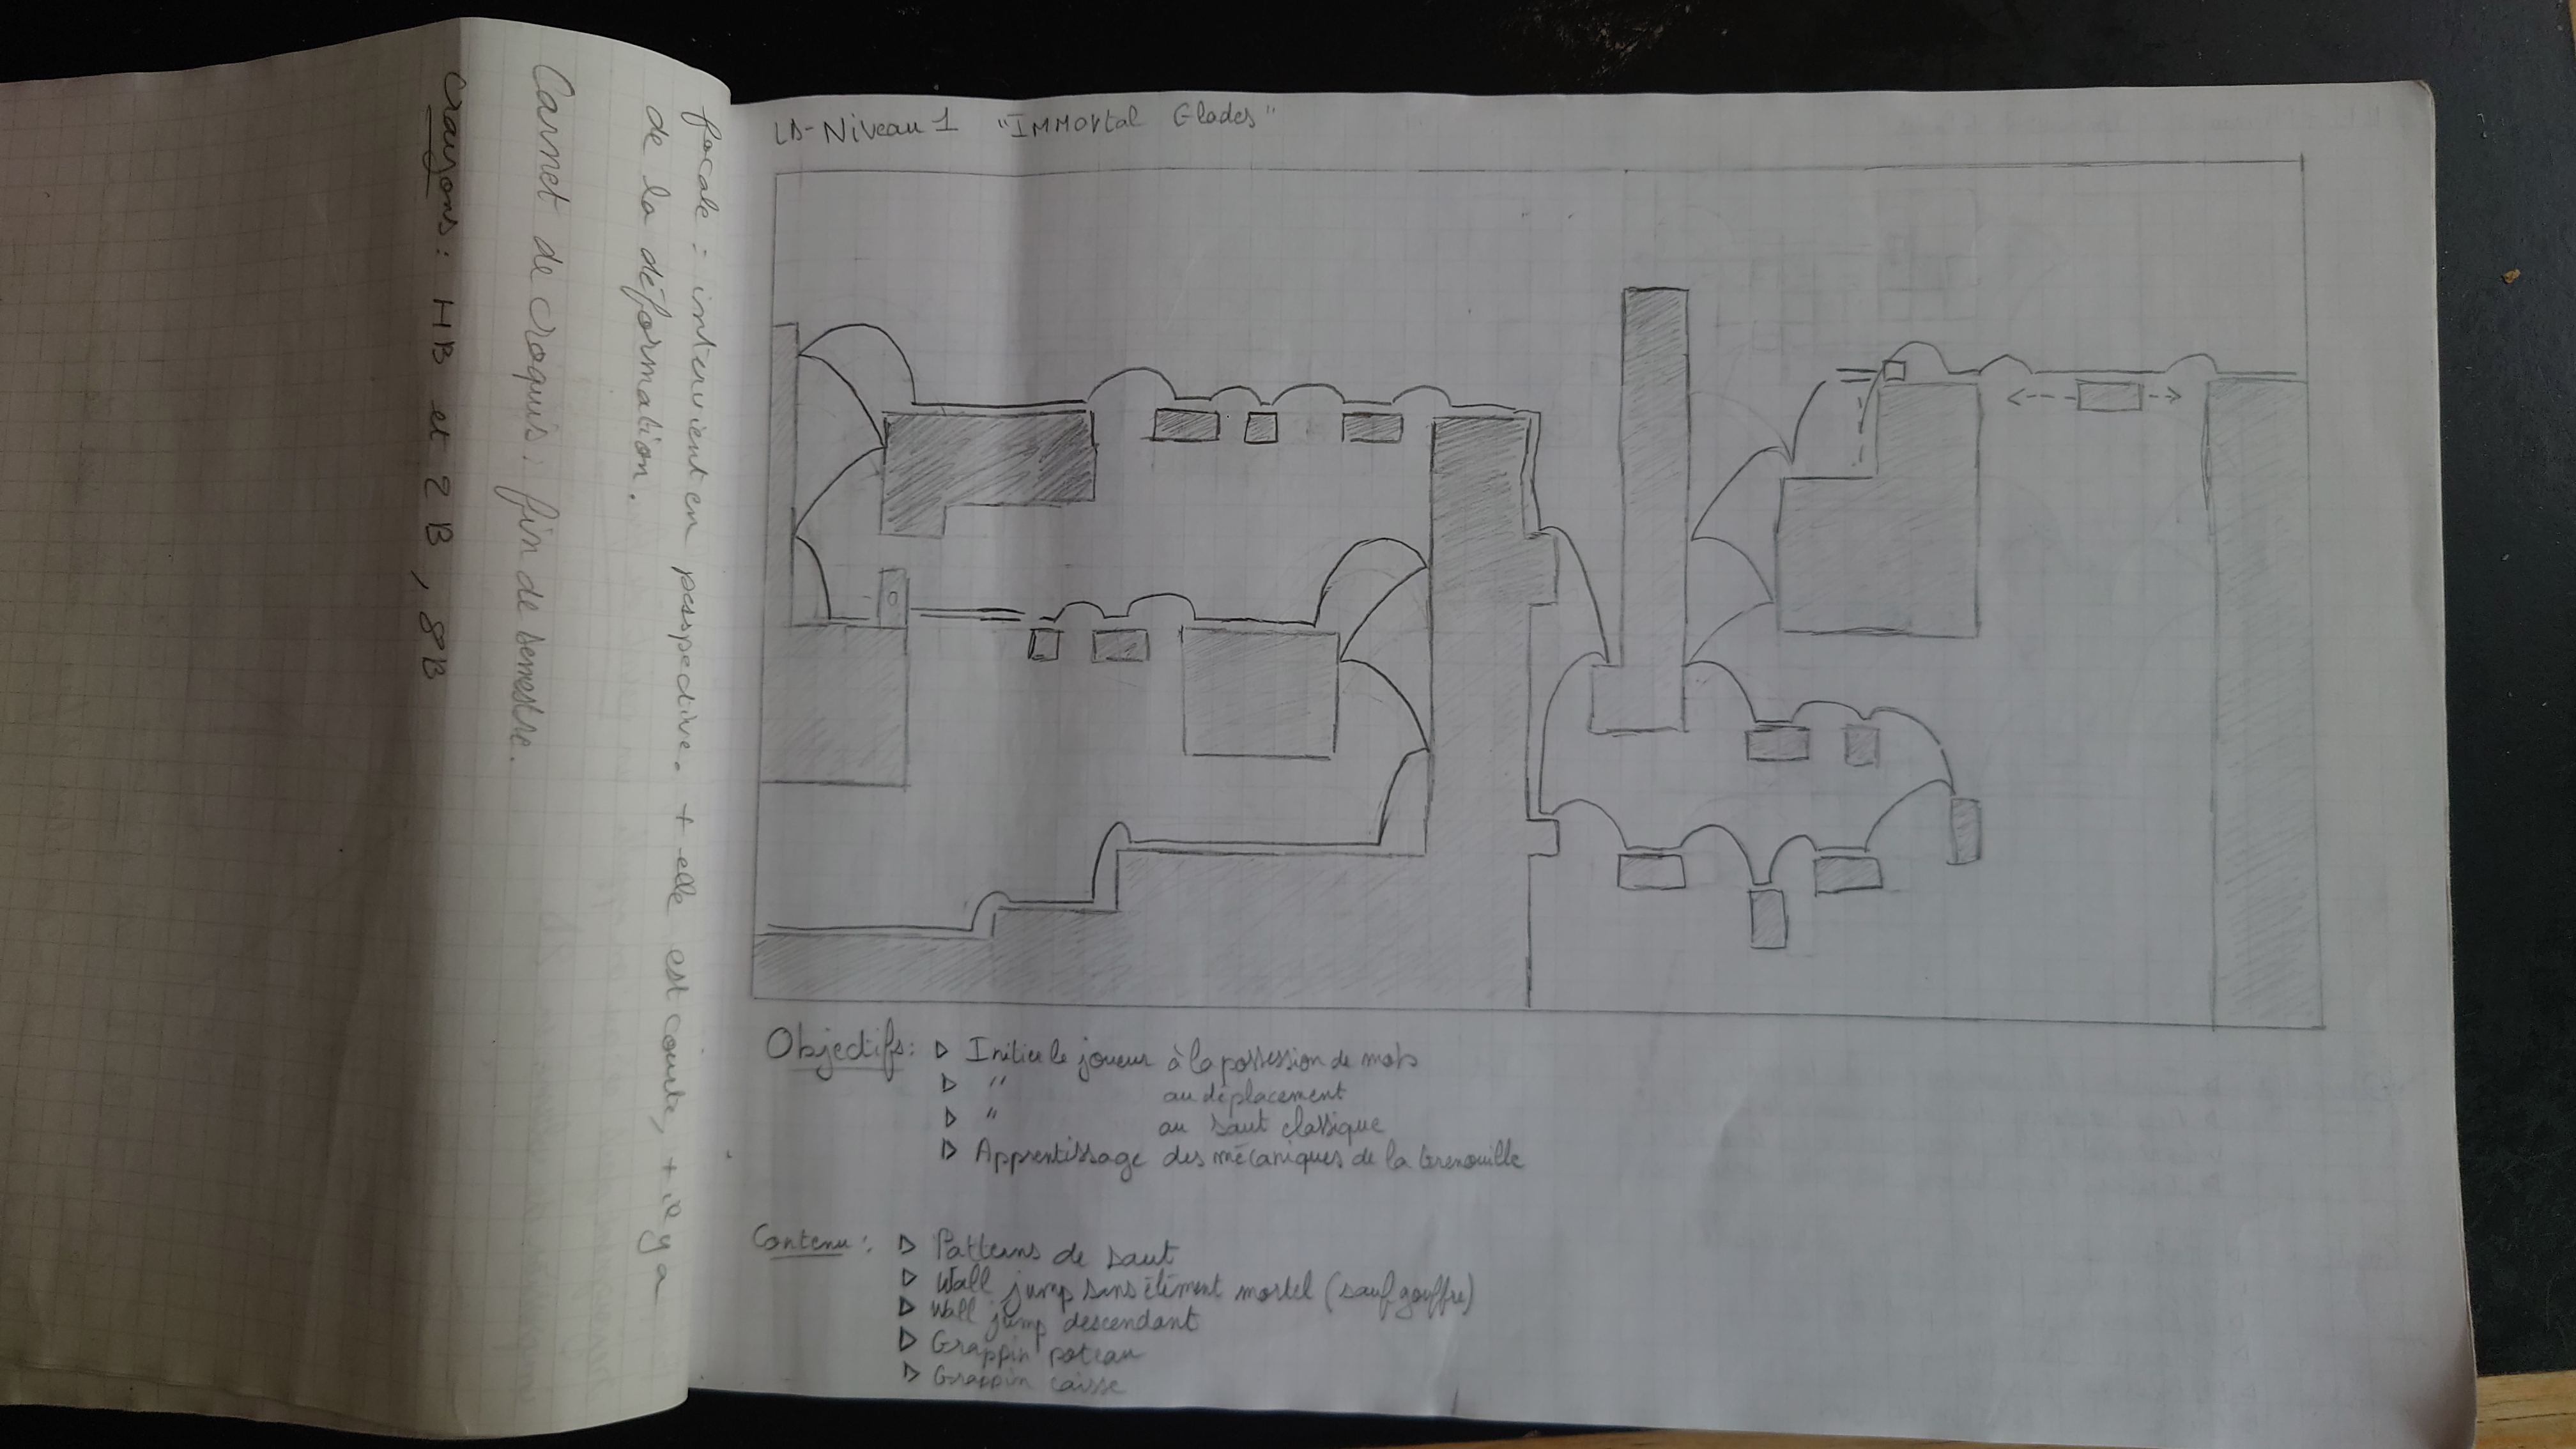 LD-Niveau 1 "IMMortal Glades"
Objectifs : ▷ Initier le joueur à la possession de mobs
▷ " au déplacement
▷ " au saut classique
▷ Apprentissage des mécaniques de la Grenouille
Contenu : ▷ Patterns de saut
▷ Wall jump sans élément mortel (sauf gouffre)
▷ Wall jump descendant
▷ Grappin poteau
▷ Grappin caisse
focale : intervient en perspective. + elle est courte, + il y a
de la déformation.
Carnet de croquis : fin de semestre.
Crayons : HB et 2B, 8B